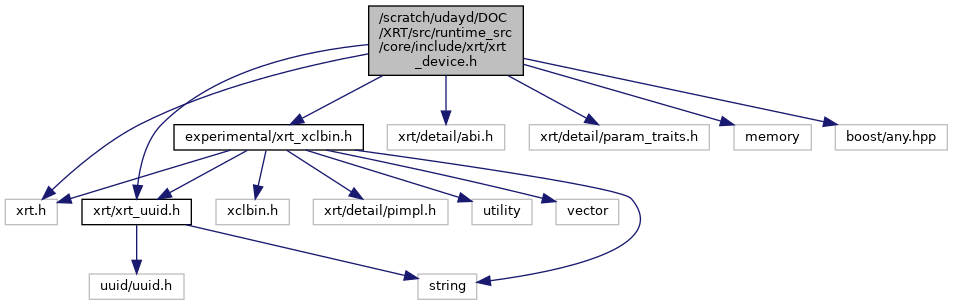 /scratch/udayd/DOC
/XRT/src/runtime_src
/core/include/xrt/xrt
_device.h
experimental/xrt_xclbin.h
xrt/detail/abi.h
xrt/detail/param_traits.h
memory
boost/any.hpp
xrt.h
xrt/xrt_uuid.h
xclbin.h
xrt/detail/pimpl.h
utility
vector
uuid/uuid.h
string